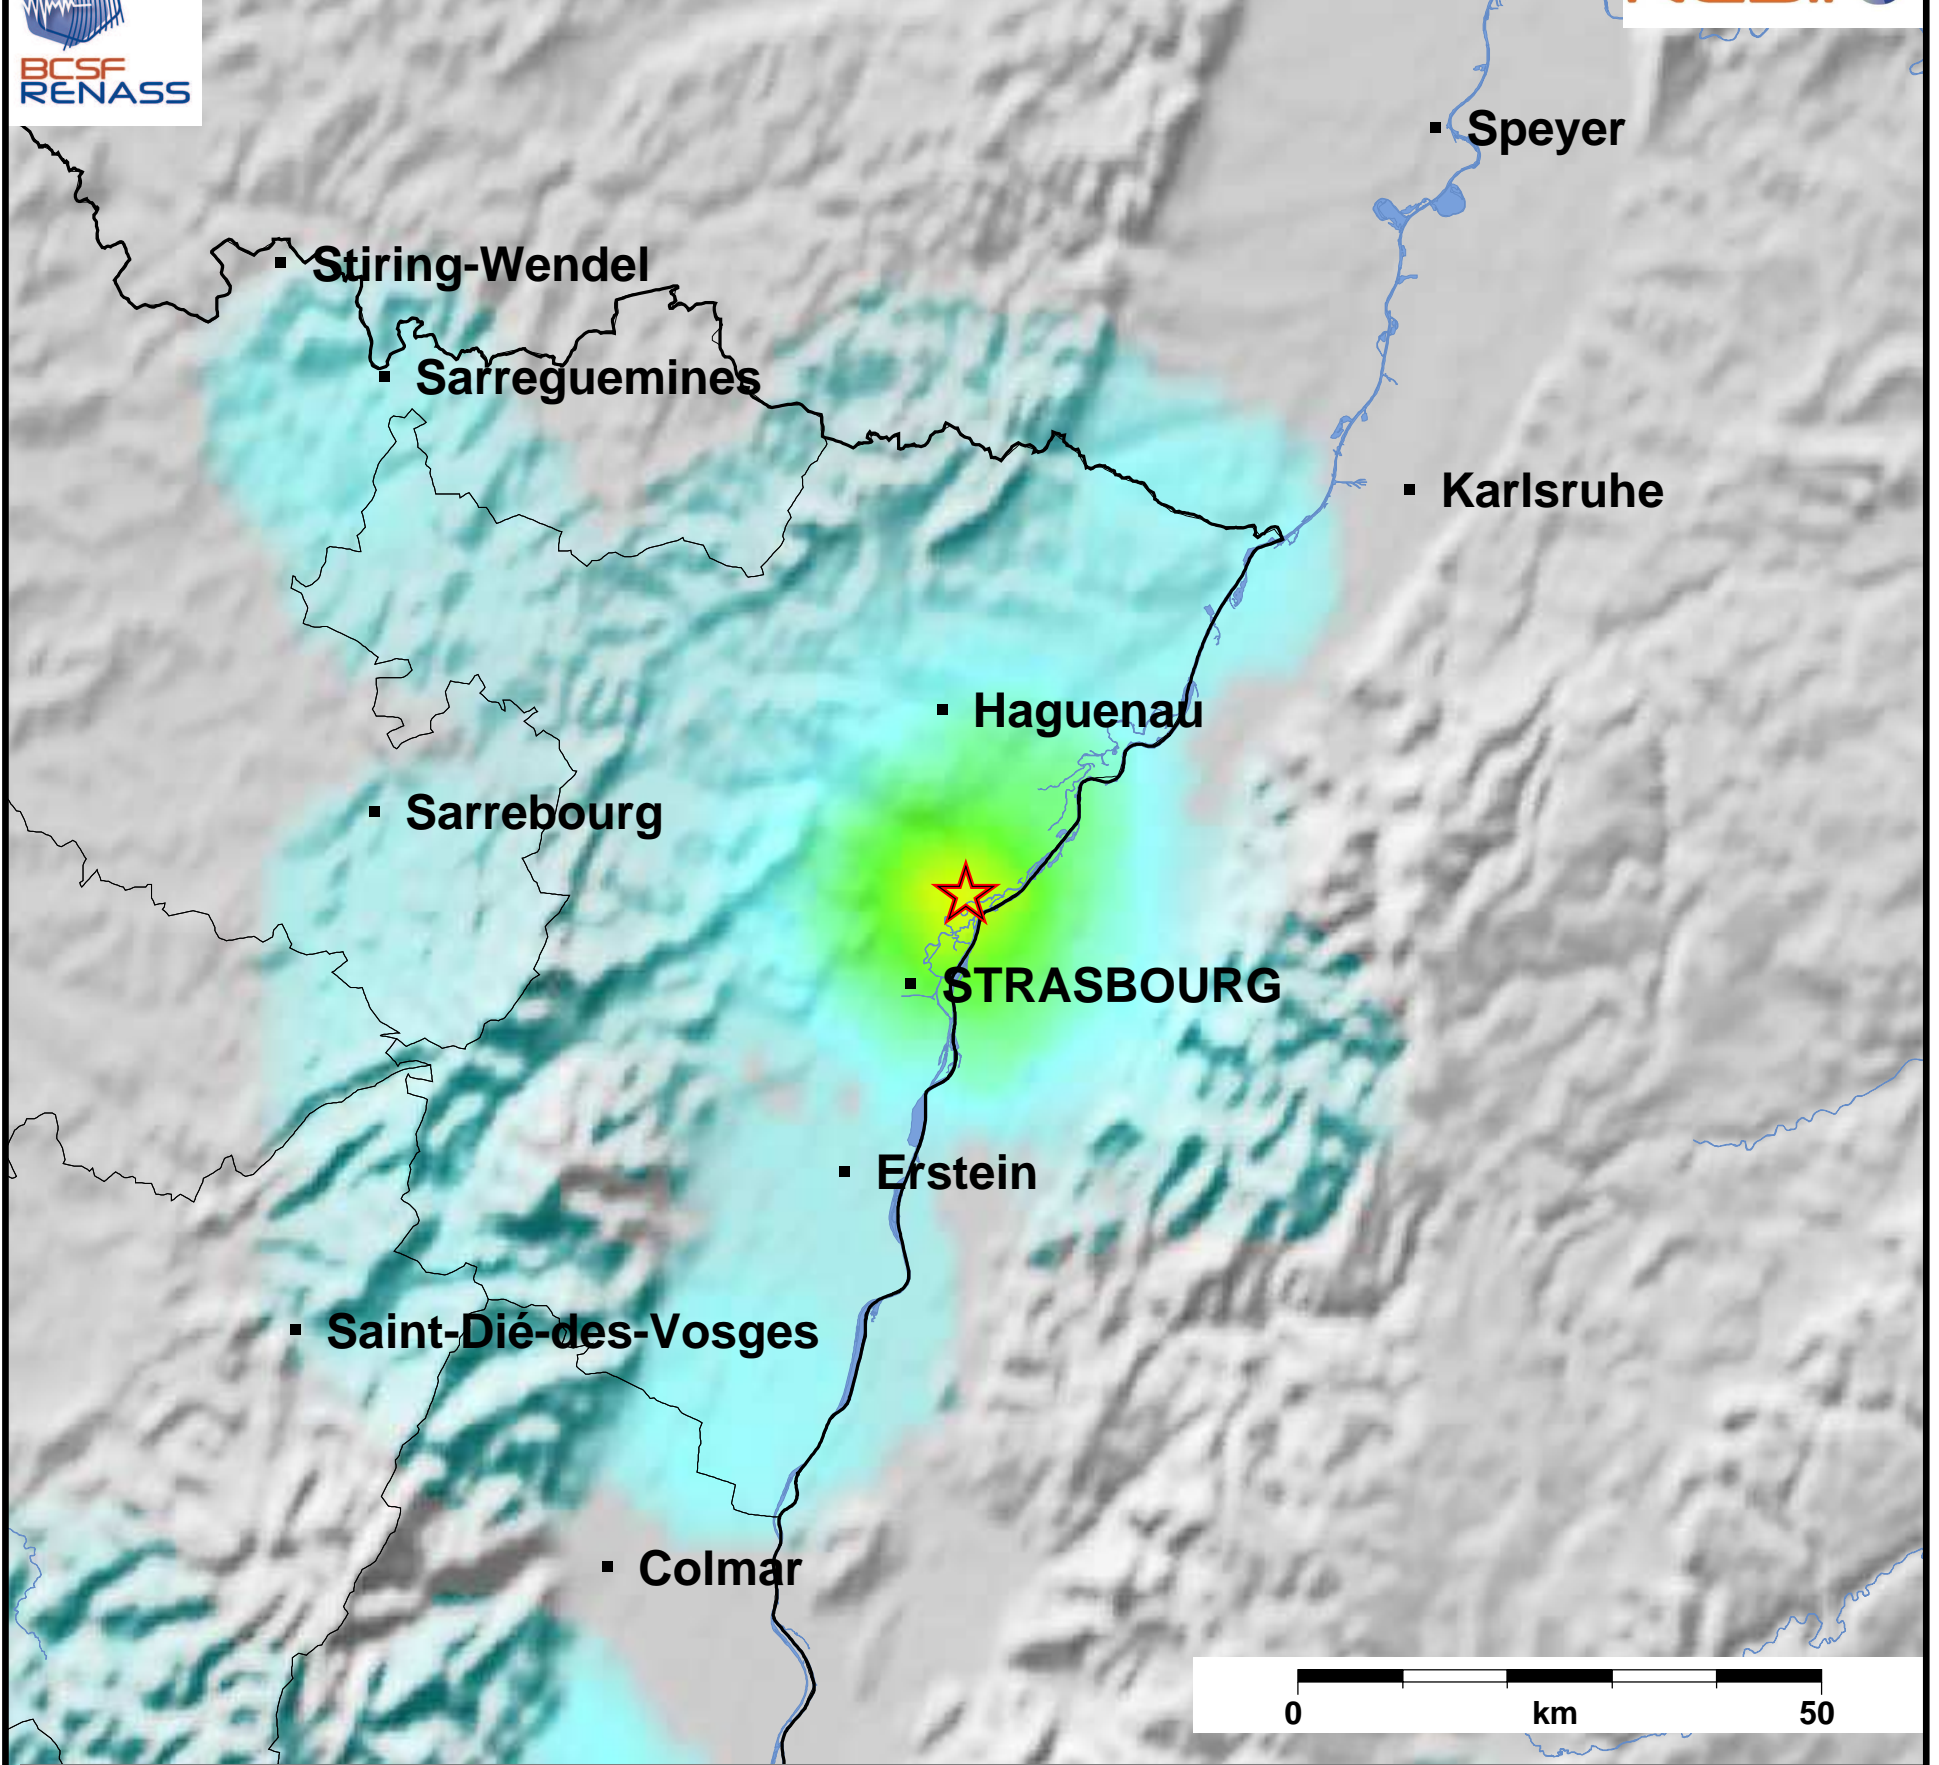 BCSF
RENASS
Speyer
Stiring-Wendel
Sarreguemines
Karlsruhe
Haguenau
Sarrebourg
STRASBOURG
Erstein
Saint-Dié-des-Vosges
Colmar
0 km 50